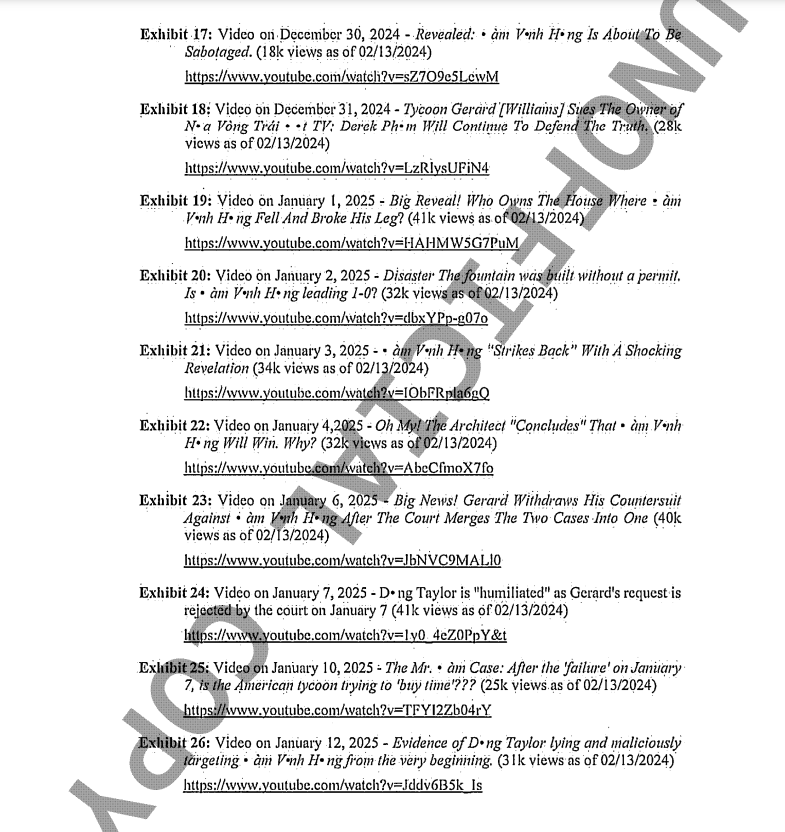 Exhibit 17: Video on December 30, 2024 - Revealed: • àm V•nh H•ng Is About To Be
Sabotaged. (18k views as of 02/13/2024)
https://www.youtube.com/watch?v=sZ7O9e5LcwM
Exhibit 18: Video on December 31, 2024 - Tycoon Gerard [Williams] Sues The Owner of
N•a Vòng Trái • •t TV: Derek Ph•m Will Continue To Defend The Truth. (28k
views as of 02/13/2024)
https://www.youtube.com/watch?v=LzRlysUFiN4
Exhibit 19: Video on January 1, 2025 - Big Reveal! Who Owns The House Where • àm
V•nh H•ng Fell And Broke His Leg? (41k views as of 02/13/2024)
https://www.youtube.com/watch?v=HAHMW5G7PuM
Exhibit 20: Video on January 2, 2025 - Disaster The fountain was built without a permit.
Is • àm V•nh H•ng leading 1-0? (32k views as of 02/13/2024)
https://www.youtube.com/watch?v=dbxYPp-g07o
Exhibit 21: Video on January 3, 2025 - • àm V•nh H•ng “Strikes Back” With A Shocking
Revelation (34k views as of 02/13/2024)
https://www.youtube.com/watch?v=IObFRpla6gQ
Exhibit 22: Video on January 4,2025 - Oh My! The Architect "Concludes" That • àm V•nh
H•ng Will Win. Why? (32k views as of 02/13/2024)
https://www.youtube.com/watch?v=AbcCfmoX7fo
Exhibit 23: Video on January 6, 2025 - Big News! Gerard Withdraws His Countersuit
Against • àm V•nh H•ng After The Court Merges The Two Cases Into One (40k
views as of 02/13/2024)
https://www.youtube.com/watch?v=JbNVC9MALl0
Exhibit 24: Video on January 7, 2025 - D•ng Taylor is "humiliated" as Gerard's request is
rejected by the court on January 7 (41k views as of 02/13/2024)
https://www.youtube.com/watch?v=1y0_4eZ0PpY&t
Exhibit 25: Video on January 10, 2025 - The Mr. • àm Case: After the 'failure' on January
7, is the American tycoon trying to 'buy time'??? (25k views as of 02/13/2024)
https://www.youtube.com/watch?v=TFYl2Zb04rY
Exhibit 26: Video on January 12, 2025 - Evidence of D•ng Taylor lying and maliciously
targeting • àm V•nh H•ng from the very beginning. (31k views as of 02/13/2024)
https://www.youtube.com/watch?v=Jddv6B5k_Is
UNOFFICIAL COPY